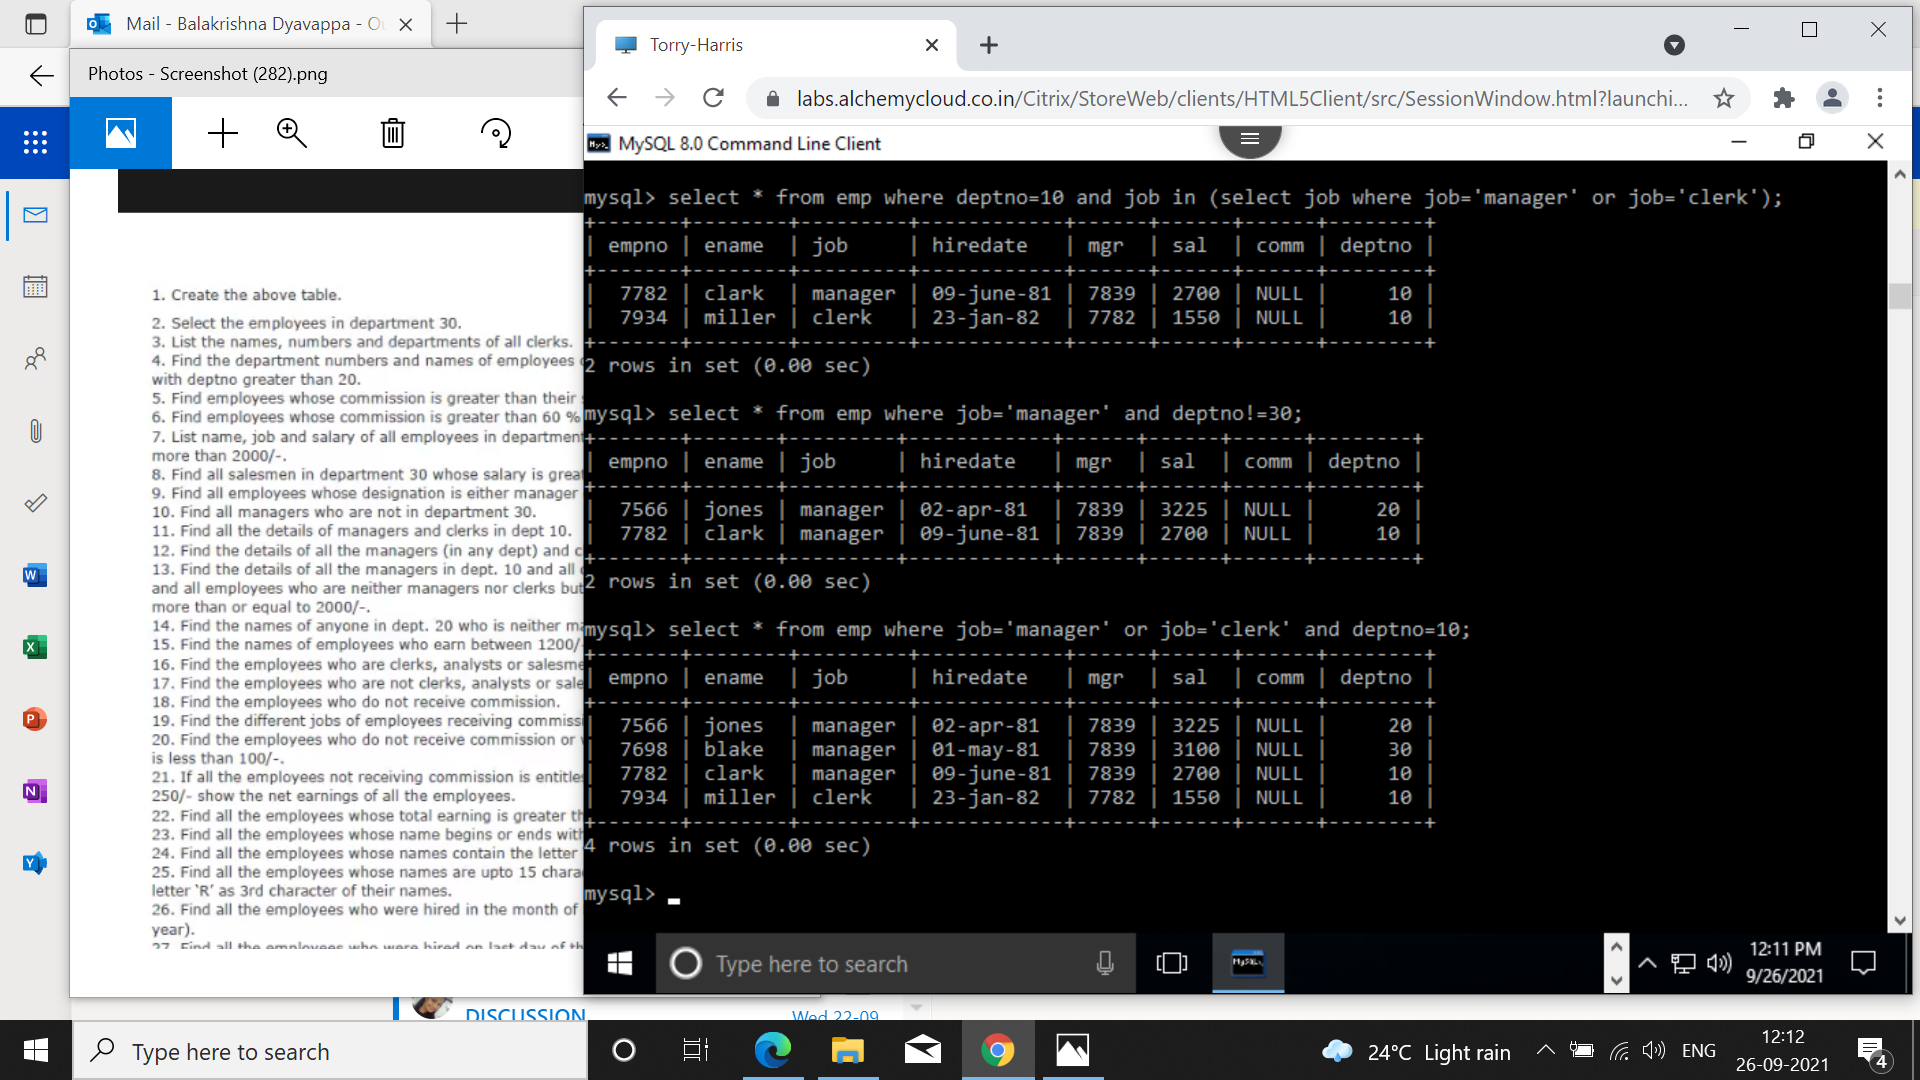 Mail - Balakrishna Dyavappa - Ou
Photos - Screenshot (282).png
1. Create the above table.
2. Select the employees in department 30.
3. List the names, numbers and departments of all clerks.
4. Find the department numbers and names of employees
with deptno greater than 20.
5. Find employees whose commission is greater than their
6. Find employees whose commission is greater than 60 %
7. List name, job and salary of all employees in department
more than 2000/-.
8. Find all salesmen in department 30 whose salary is
9. Find all employees whose designation is either manager
10. Find all managers who are not in department 30.
11. Find all the details of managers and clerks in dept 10.
12. Find the details of all the managers (in any dept) and
13. Find the details of all the managers in dept. 10 and all
and all employees who are neither managers nor clerks but
more than or equal to 2000/-.
14. Find the names of anyone in dept. 20 who is neither
15. Find the names of employees who earn between 1200/-
16. Find the employees who are clerks, analysts or salesme
17. Find the employees who are not clerks, analysts or sale
18. Find the employees who do not receive commission.
19. Find the different jobs of employees receiving commissi
20. Find the employees who do not receive commission or
is less than 100/-.
21. If all the employees not receiving commission is entitles
250/- show the net earnings of all the employees.
22. Find all the employees whose total earning is greater th
23. Find all the employees whose name begins or ends with
24. Find all the employees whose names contain the letter
25. Find all the employees whose names are upto 15 chara
letter 'R' as 3rd character of their names.
26. Find all the employees who were hired in the month of
year).
27. Find all the employees who were hired on last day of th
DISCUSSION
Wed 22-09
Torry-Harris
labs.alchemycloud.co.in/Citrix/StoreWeb/clients/HTML5Client/src/SessionWindow.html?launchi...
MySQL 8.0 Command Line Client
mysql> select * from emp where deptno=10 and job in (select job where job='manager' or job='clerk');
+-------+--------+---------+------------+------+------+------+--------+
| empno | ename  | job     | hiredate   | mgr  | sal  | comm | deptno |
+-------+--------+---------+------------+------+------+------+--------+
|  7782 | clark  | manager | 09-june-81 | 7839 | 2700 | NULL |     10 |
|  7934 | miller | clerk   | 23-jan-82  | 7782 | 1550 | NULL |     10 |
+-------+--------+---------+------------+------+------+------+--------+
2 rows in set (0.00 sec)
mysql> select * from emp where job='manager' and deptno!=30;
+-------+-------+---------+------------+------+------+------+--------+
| empno | ename | job     | hiredate   | mgr  | sal  | comm | deptno |
+-------+-------+---------+------------+------+------+------+--------+
|  7566 | jones | manager | 02-apr-81  | 7839 | 3225 | NULL |     20 |
|  7782 | clark | manager | 09-june-81 | 7839 | 2700 | NULL |     10 |
+-------+-------+---------+------------+------+------+------+--------+
2 rows in set (0.00 sec)
mysql> select * from emp where job='manager' or job='clerk' and deptno=10;
+-------+--------+---------+------------+------+------+------+--------+
| empno | ename  | job     | hiredate   | mgr  | sal  | comm | deptno |
+-------+--------+---------+------------+------+------+------+--------+
|  7566 | jones  | manager | 02-apr-81  | 7839 | 3225 | NULL |     20 |
|  7698 | blake  | manager | 01-may-81  | 7839 | 3100 | NULL |     30 |
|  7782 | clark  | manager | 09-june-81 | 7839 | 2700 | NULL |     10 |
|  7934 | miller | clerk   | 23-jan-82  | 7782 | 1550 | NULL |     10 |
+-------+--------+---------+------------+------+------+------+--------+
4 rows in set (0.00 sec)
mysql> _
Type here to search
12:11 PM
9/26/2021
Type here to search
24°C Light rain
ENG
12:12
26-09-2021
4